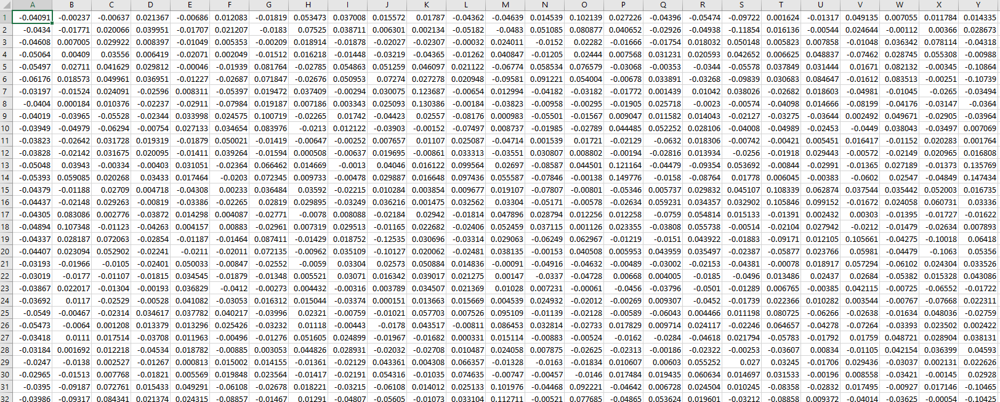 A B C D E F G H I J K L M N O P Q R S T U V W X Y
1 -0.04091 -0.00237 -0.00637 0.021367 -0.00686 0.012083 -0.01819 0.053473 0.037008 0.015572 0.01787 -0.04362 -0.04639 0.014539 0.102139 0.027226 -0.04396 -0.05474 -0.09722 0.001624 -0.01317 0.049135 0.007055 0.011784 0.014335
2 -0.0434 -0.01771 0.020066 0.039951 -0.01707 0.021207 -0.0183 0.07525 0.038711 0.006301 0.002134 -0.05182 -0.0483 0.051085 0.080877 0.040652 -0.02926 -0.04938 -0.11854 0.016136 -0.00544 0.024644 -0.00112 0.00366 0.028673
3 -0.04608 0.007005 0.029922 0.008397 -0.01049 0.005353 -0.00209 0.018914 -0.01878 -0.02027 -0.02307 -0.00032 0.024011 -0.0152 0.02282 -0.01666 -0.01754 0.018032 0.050148 0.005823 0.007858 -0.01048 0.036342 0.078114 -0.04318
4 -0.05064 0.00409 0.03556 0.006419 -0.02071 0.002049 -0.01512 0.016218 -0.01448 -0.03219 -0.04365 -0.01262 0.040847 -0.01205 0.02444 0.007568 0.031231 0.020593 0.042652 0.006625 0.048837 -0.07462 0.028745 0.055308 -0.00988
5 -0.05497 0.02711 0.041629 0.029812 -0.00046 -0.01939 0.081764 -0.02785 0.054863 0.051259 0.046097 0.021122 -0.06774 0.058534 0.076579 -0.03068 -0.00353 -0.0344 -0.05578 0.037849 0.031444 0.01671 0.082132 -0.00345 -0.10864
6 -0.06176 0.018573 0.049961 0.036951 -0.01227 -0.02687 0.071847 -0.02676 0.050953 0.07274 0.027278 0.020948 -0.09581 0.091221 0.054004 -0.00678 0.033891 -0.03268 -0.09839 0.030683 0.084647 -0.01612 0.083513 -0.00251 -0.10739
7 -0.03197 -0.01524 0.024091 -0.02596 0.008311 -0.05397 0.019472 0.037409 -0.00294 0.030075 0.123687 -0.00654 0.012994 -0.04182 -0.03182 -0.01772 0.001439 0.01042 0.038026 -0.02682 0.018603 -0.04981 -0.01045 -0.0265 -0.03494
8 -0.0404 0.000184 0.010376 -0.02237 -0.02911 -0.07984 0.019187 0.007186 0.003343 0.025093 0.130386 -0.00184 -0.03823 -0.00958 -0.00295 -0.01905 0.025718 -0.0023 -0.00574 -0.04098 0.014666 -0.08199 -0.04176 -0.03147 -0.0364
9 -0.04019 -0.03965 -0.05528 -0.02344 0.033998 0.024575 0.100719 -0.02265 0.01742 -0.04423 0.02557 -0.08176 0.000983 -0.05501 -0.01567 0.009047 0.011582 0.014043 -0.02127 -0.03275 -0.03644 0.002492 0.049671 -0.02905 -0.03964
10 -0.03949 -0.04979 -0.06294 -0.00754 0.027133 0.034654 0.083976 -0.0213 0.012122 -0.03903 -0.00152 -0.07497 0.008737 -0.01985 -0.02789 0.044485 0.052252 0.028106 -0.04008 -0.04989 -0.02453 -0.0449 0.038043 -0.03497 0.007069
11 -0.03823 -0.02642 0.031728 0.019319 -0.01879 0.050021 -0.01419 -0.00647 -0.00252 0.007657 0.01107 0.025087 -0.04714 0.001539 0.01721 -0.02129 -0.0632 0.018306 -0.00742 -0.00421 0.005451 0.016417 -0.01152 0.020283 0.001764
12 -0.03828 -0.02142 0.031675 0.020095 -0.01411 0.039264 -0.01594 0.000508 -0.00637 0.019695 -0.00861 0.033313 -0.03551 0.030807 0.008802 -0.00194 -0.02816 0.013934 -0.0256 -0.01918 0.029443 -0.00572 -0.02149 0.020965 0.016808
13 -0.05048 0.03943 -0.00334 -0.00403 0.031051 -0.02364 0.066462 0.014669 -0.0013 0.04046 0.016122 0.099564 0.02697 -0.08587 0.044501 0.121164 -0.04479 -0.09354 0.053692 -0.00844 -0.02991 -0.01365 0.027189 -0.01373 0.135769
14 -0.05393 0.059085 0.020268 0.03433 0.017464 -0.0203 0.072345 0.009733 -0.00478 0.029887 0.016648 0.097436 0.055587 -0.07846 -0.00138 0.149776 -0.0158 -0.08764 0.01778 0.006045 -0.00383 -0.0602 0.02547 -0.04849 0.147434
15 -0.04379 -0.01188 0.02709 0.004718 -0.04308 0.00233 0.036484 0.03592 -0.02215 0.010284 0.003854 0.009677 0.019107 -0.07807 -0.00801 -0.05346 0.005737 0.029832 0.045107 0.108339 0.062874 0.037544 0.035442 0.052003 0.016735
16 -0.04437 -0.02148 0.029263 -0.00819 -0.03386 -0.02265 0.02819 0.029895 -0.03249 0.036216 0.001475 0.032562 0.03304 -0.05171 -0.00578 -0.02634 0.059231 0.034357 0.032902 0.105846 0.099152 -0.01672 0.024058 0.060731 0.03336
17 -0.04305 0.083086 0.002776 -0.03872 0.014298 0.004087 -0.02771 -0.0078 0.008088 -0.02184 0.02942 -0.01814 0.047896 0.028794 0.012256 0.012258 -0.0759 0.054814 0.015133 -0.01391 0.002432 0.00303 -0.01395 -0.01727 -0.01622
18 -0.04894 0.107348 -0.01123 -0.04263 0.004157 0.00883 -0.02961 0.007319 0.029513 -0.01165 0.022682 -0.02406 0.052459 0.037115 0.001126 0.023355 -0.03808 0.055738 -0.00514 -0.02104 0.027942 -0.0212 -0.01479 -0.02634 0.007893
19 -0.04337 0.028187 0.072063 -0.02854 -0.01187 -0.01464 0.087411 -0.01429 0.018752 -0.12535 0.030696 -0.03314 0.029063 -0.06249 0.062967 -0.01219 -0.0151 0.043922 -0.01883 -0.09171 0.012105 0.105661 -0.04275 -0.10018 0.06418
20 -0.04407 0.023094 0.052902 -0.02241 -0.0211 -0.02011 0.072135 -0.00962 0.035109 -0.10127 0.020062 -0.02481 0.038135 -0.00153 0.040508 0.005953 0.043959 0.035497 -0.02387 -0.05877 0.023766 0.05981 -0.04479 -0.1063 0.05356
21 -0.03193 -0.01966 -0.0105 -0.02401 0.050033 -0.00847 -0.02552 -0.0059 0.03304 0.02573 0.050884 0.014836 -0.00091 -0.04916 -0.04632 -0.00489 -0.03002 -0.02153 -0.04381 -0.00078 0.018917 0.057294 -0.06102 0.024304 0.033526
22 -0.03019 -0.0177 -0.01107 -0.01815 0.034545 -0.01879 -0.01348 0.005521 0.03071 0.016342 0.039017 0.021275 0.00147 -0.0337 -0.04728 0.00668 0.004005 -0.0185 -0.0496 0.013486 0.02437 0.02684 -0.05382 0.015328 0.043086
23 -0.03867 0.022017 -0.01304 -0.00193 0.036829 -0.0412 -0.00273 0.004432 -0.00316 0.003789 0.034507 0.021369 0.01028 0.007231 -0.00061 -0.0456 -0.03796 -0.0501 -0.01289 0.006765 -0.00385 0.042115 -0.00725 -0.06552 -0.01722
24 -0.03692 0.0117 -0.02529 -0.00528 0.041082 -0.03053 0.016312 0.015044 -0.03374 0.000151 0.013663 0.015669 0.004539 0.024932 -0.02012 -0.00269 0.009307 -0.0452 -0.01739 0.022366 0.010282 0.003544 -0.00767 -0.07668 0.022311
25 -0.0549 -0.00467 -0.02314 0.034617 0.037782 0.040217 -0.03996 0.02321 -0.00759 -0.01021 0.057703 0.007526 0.095109 -0.01139 -0.02128 -0.00589 -0.06043 0.004466 0.011198 0.080725 -0.06266 -0.02638 -0.01634 0.048036 -0.02759
26 -0.05473 -0.0064 0.001208 0.013379 0.013296 0.025426 -0.03232 0.01118 -0.00443 -0.0178 0.043517 -0.00811 0.086453 0.032814 -0.02733 0.017829 0.009714 0.024117 -0.02246 0.064657 -0.04278 -0.07264 -0.03393 0.023502 0.002422
27 -0.03418 0.0111 0.017514 -0.03708 0.011963 -0.00496 -0.01276 0.051605 0.024899 -0.01967 -0.01682 0.000331 0.015114 -0.00883 -0.00524 -0.0162 -0.0284 -0.04618 0.021794 -0.05783 -0.01792 0.01759 0.048721 0.028904 0.038131
28 -0.03184 0.001692 0.012218 -0.04534 0.018782 -0.00885 0.003053 0.044826 0.028931 -0.02032 -0.02708 0.010487 0.024058 0.007875 -0.02625 -0.02313 -0.00186 -0.02322 -0.00253 -0.03607 0.00834 -0.01105 0.042154 0.036399 0.04593
29 -0.0247 -0.0138 0.002527 -0.01267 0.000813 0.015002 0.014155 -0.01361 -0.02129 0.043361 0.004308 0.066357 -0.01328 -0.0163 -0.01834 0.010607 0.00603 0.055252 0.027 0.03245 -0.01706 0.029436 -0.03037 0.002131 0.022626
30 -0.02965 -0.01513 0.007768 -0.01821 0.005569 0.019848 0.023564 -0.01417 -0.02191 0.054316 -0.01035 0.074635 -0.00747 -0.00457 -0.0146 0.017484 0.019435 0.060634 0.014697 0.031533 -0.00196 0.008558 -0.03421 -0.00145 0.02928
31 -0.0395 -0.09187 0.072761 0.015433 0.049291 -0.06108 -0.02678 0.018221 -0.03215 -0.06108 0.014012 0.025133 0.101976 -0.04468 0.092221 -0.04642 0.006728 0.024504 0.010245 -0.08358 -0.02832 0.017495 -0.00927 0.017146 -0.10465
32 -0.03986 -0.09317 0.084341 0.021374 0.024315 -0.08857 -0.01467 0.01291 -0.04807 -0.05605 -0.01073 0.033104 0.112711 -0.00521 0.077685 -0.04865 0.053624 0.019601 -0.03212 -0.08858 0.009372 -0.04014 -0.03625 -0.00054 -0.10425